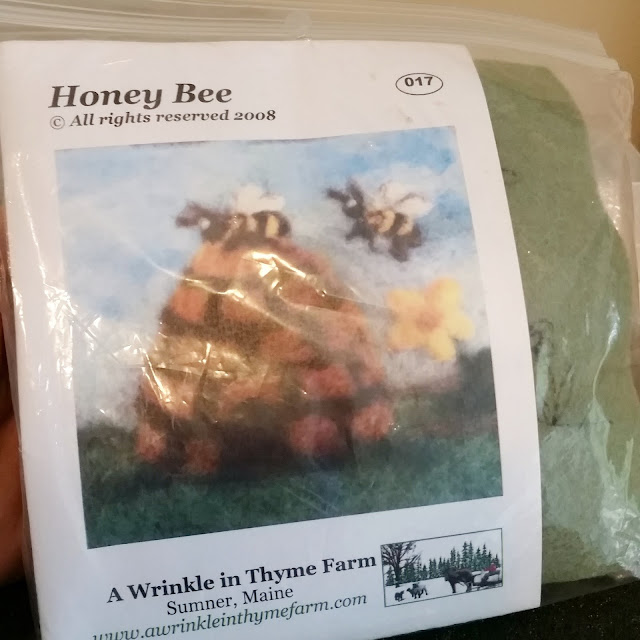 Honey Bee
017
© All rights reserved 2008
A Wrinkle in Thyme Farm
Sumner, Maine
www.awrinkleinthymefarm.com